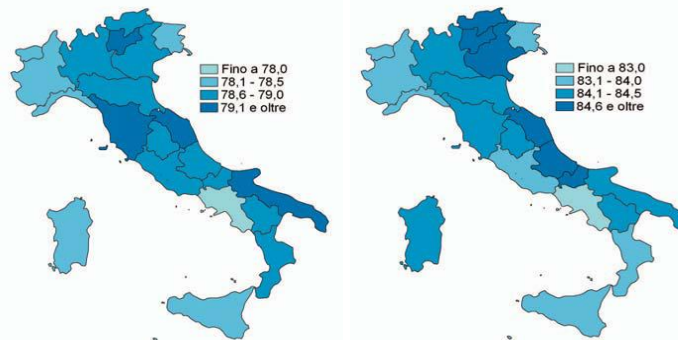 Fino a 78,0
78,1 - 78,5
78,6 - 79,0
79,1 e oltre
Fino a 83,0
83,1 - 84,0
84,1 - 84,5
84,6 e oltre